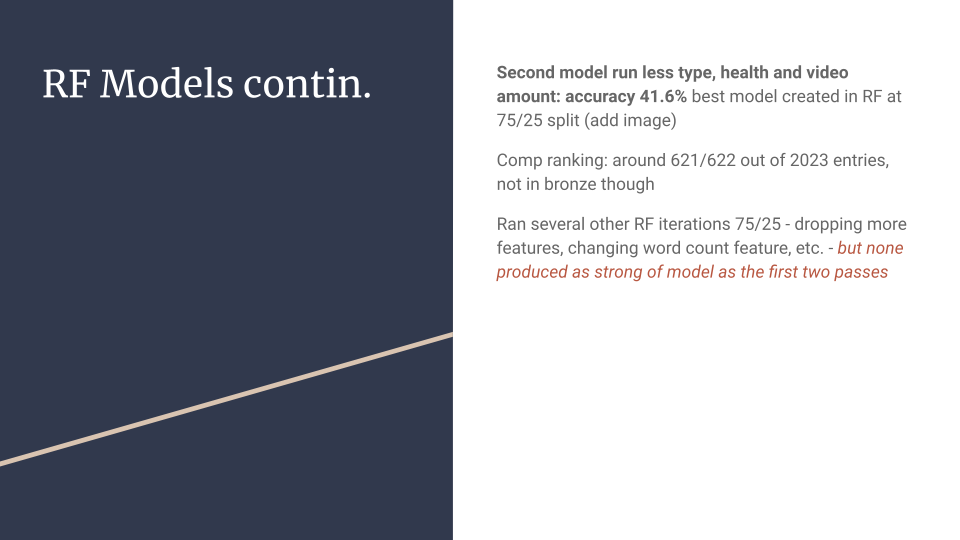 RF Models contin.
Second model run less type, health and video
amount: accuracy 41.6% best model created in RF at
75/25 split (add image)
Comp ranking: around 621/622 out of 2023 entries,
not in bronze though
Ran several other RF iterations 75/25 - dropping more
features, changing word count feature, etc. - but none
produced as strong of model as the first two passes